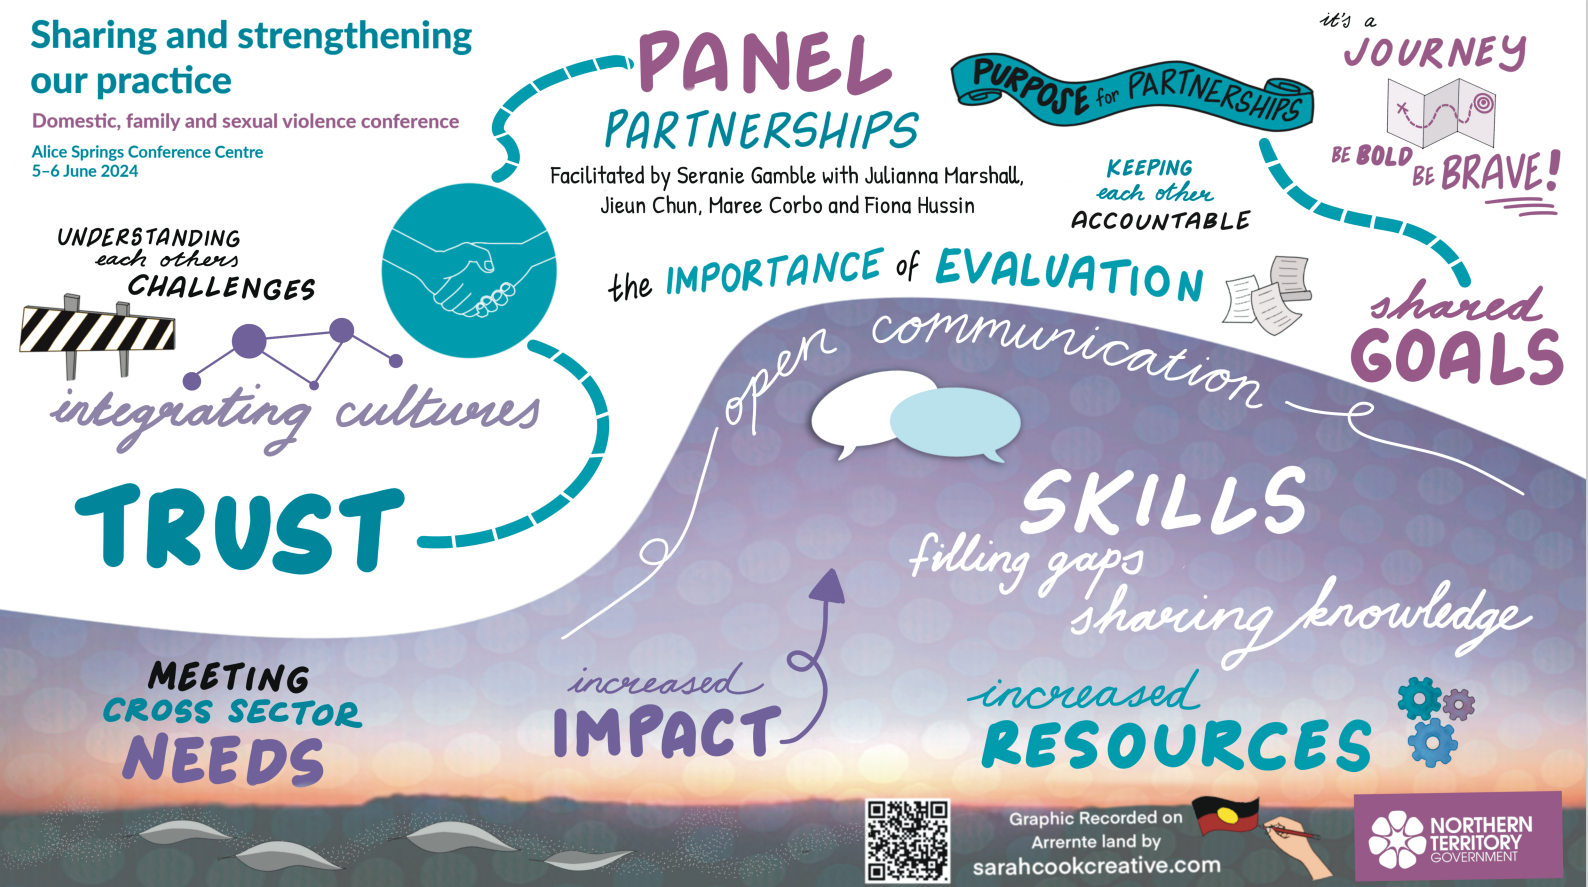 Sharing and strengthening
our practice
Domestic, family and sexual violence conference
Alice Springs Conference Centre
5–6 June 2024
PANEL
PARTNERSHIPS
Facilitated by Seranie Gamble with Julianna Marshall,
Jieun Chun, Maree Corbo and Fiona Hussin
PURPOSE for PARTNERSHIPS
it's a
JOURNEY
BE BOLD
BE BRAVE!
KEEPING
each other
ACCOUNTABLE
UNDERSTANDING
each others
CHALLENGES
the IMPORTANCE of EVALUATION
shared
GOALS
integrating cultures
open communication
TRUST
SKILLS
filling gaps
sharing knowledge
MEETING
CROSS SECTOR
NEEDS
increased
IMPACT
increased
RESOURCES
Graphic Recorded on
Arrernte land by
sarahcookcreative.com
NORTHERN
TERRITORY
GOVERNMENT